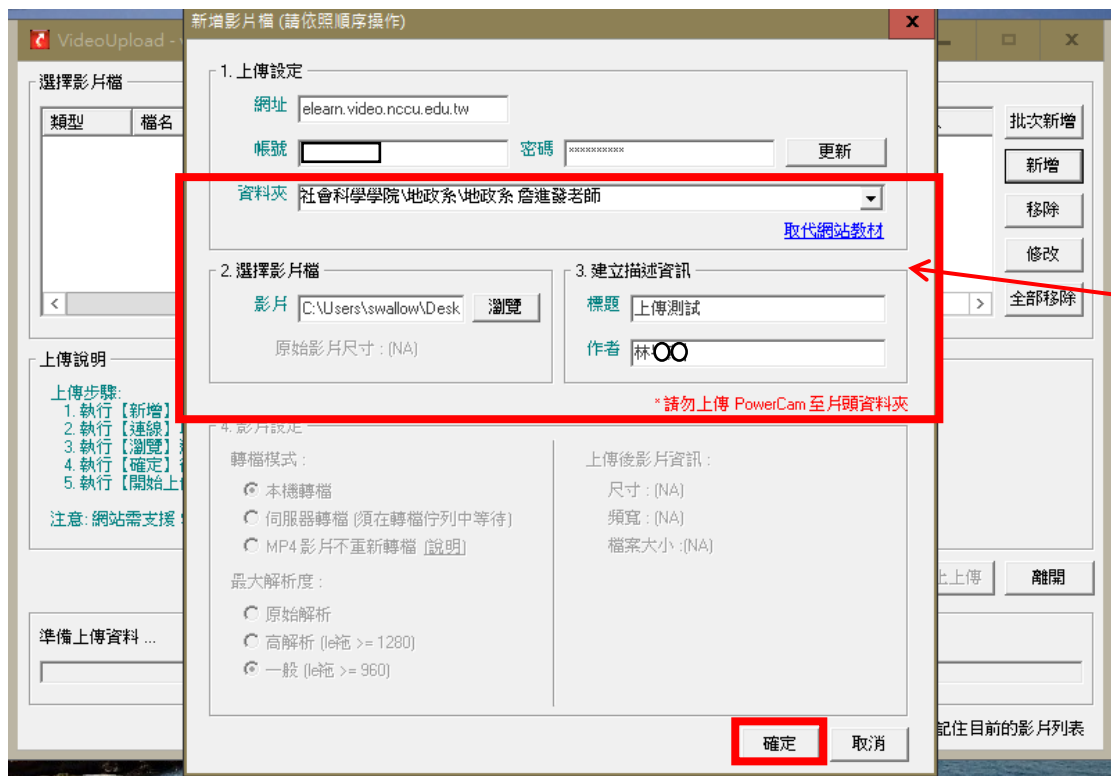 新增影片檔 (請依照順序操作)
VideoUpload -
選擇影片檔
類型 檔名
批次新增
新增
移除
修改
全部移除
1. 上傳設定
網址 elearn.video.nccu.edu.tw
帳號 密碼 ********** 更新
資料夾 社會科學學院\地政系\地政系 詹進發老師
取代網站教材
2. 選擇影片檔
影片 C:\Users\swallow\Desk 瀏覽
原始影片尺寸 : (NA)
3. 建立描述資訊
標題 上傳測試
作者 林
*請勿上傳 PowerCam 至片頭資料夾
上傳說明
上傳步驟:
1. 執行【新增】
2. 執行【連線】
3. 執行【瀏覽】
4. 執行【確定】
5. 執行【開始上
注意: 網站需支援
4. 影片設定
轉檔模式 :
本機轉檔
伺服器轉檔 (須在轉檔佇列中等待)
MP4 影片不重新轉檔 (說明)
最大解析度 :
原始解析
高解析 (le祂 >= 1280)
一般 (le祂 >= 960)
上傳後影片資訊 :
尺寸 : (NA)
頻寬 : (NA)
檔案大小 :(NA)
上上傳 離開
準備上傳資料 ...
記住目前的影片列表
確定 取消